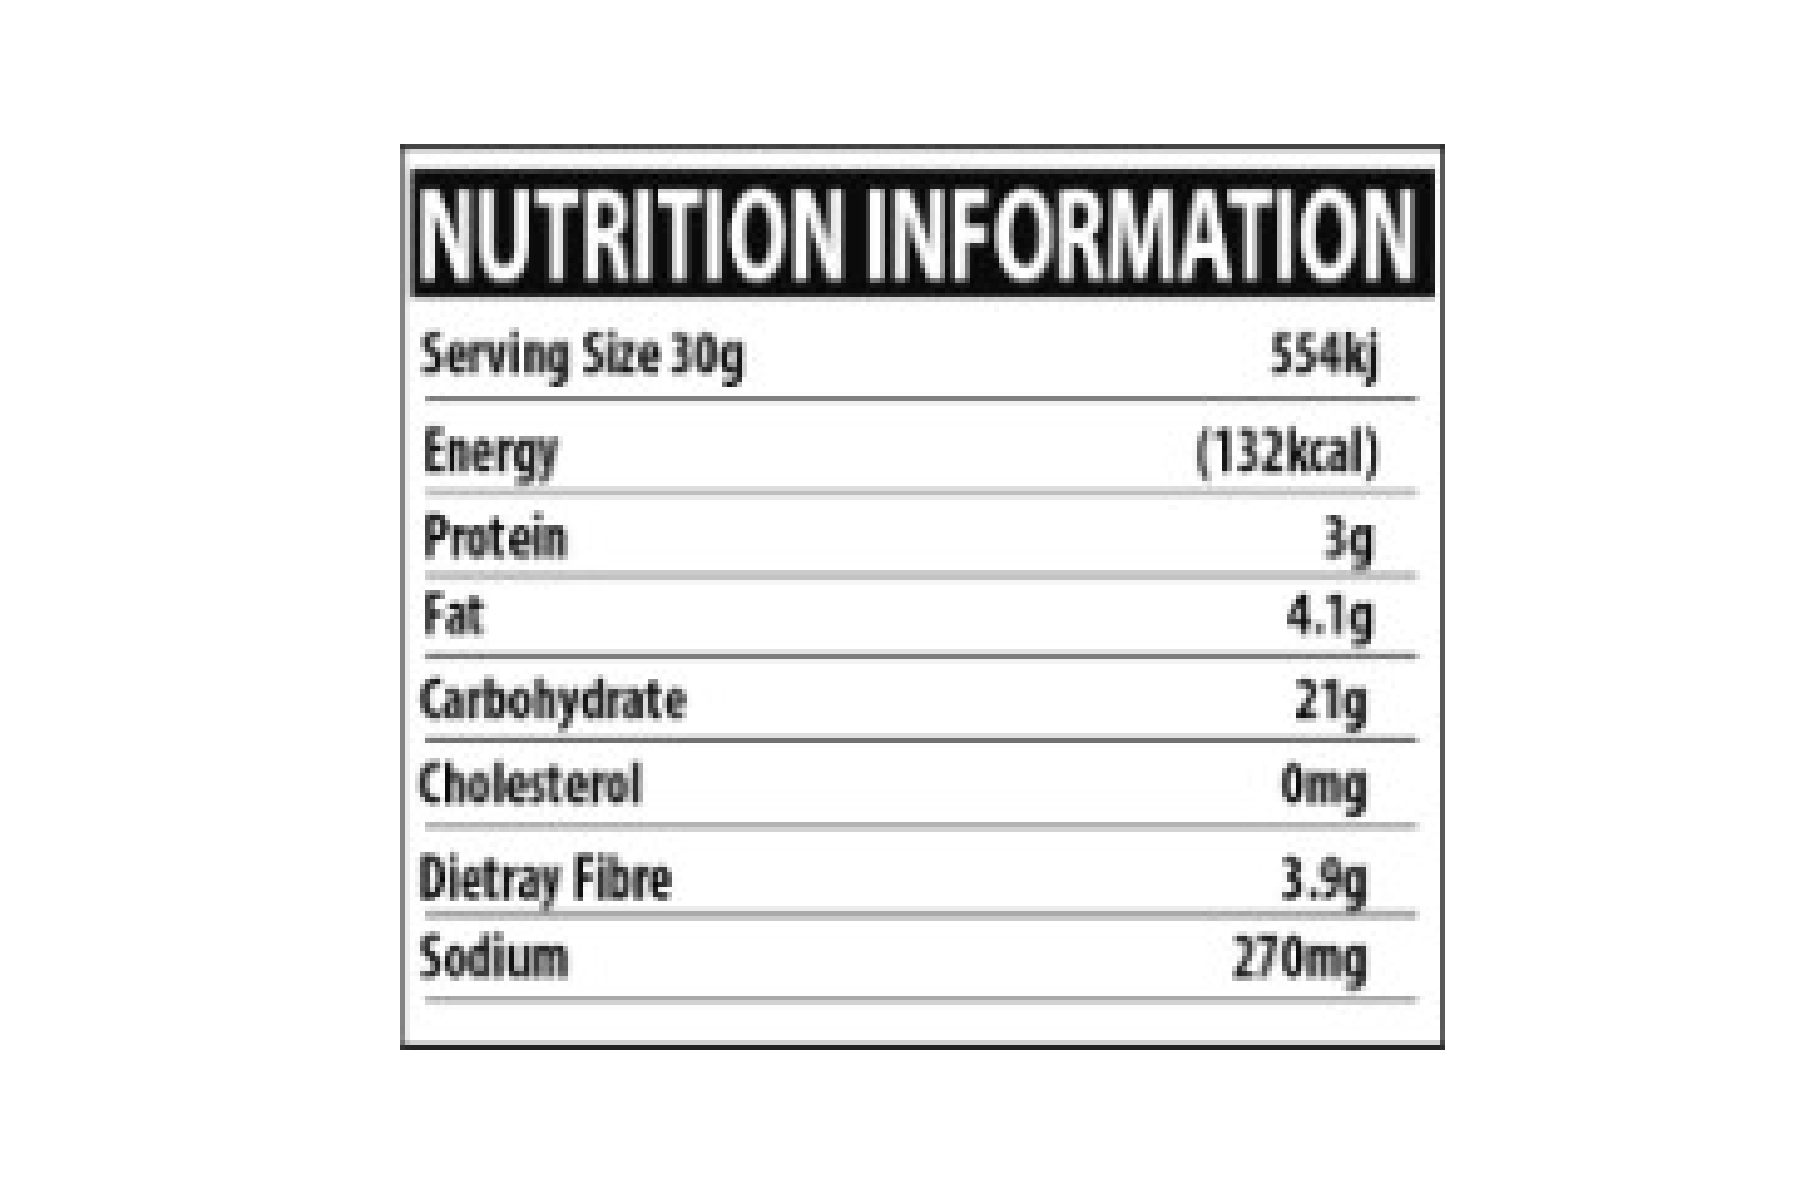 NUTRITION INFORMATION
Serving Size 30g 554kj
Energy (132kcal)
Protein 3g
Fat 4.1g
Carbohydrate 21g
Cholesterol 0mg
Dietray Fibre 3.9g
Sodium 270mg